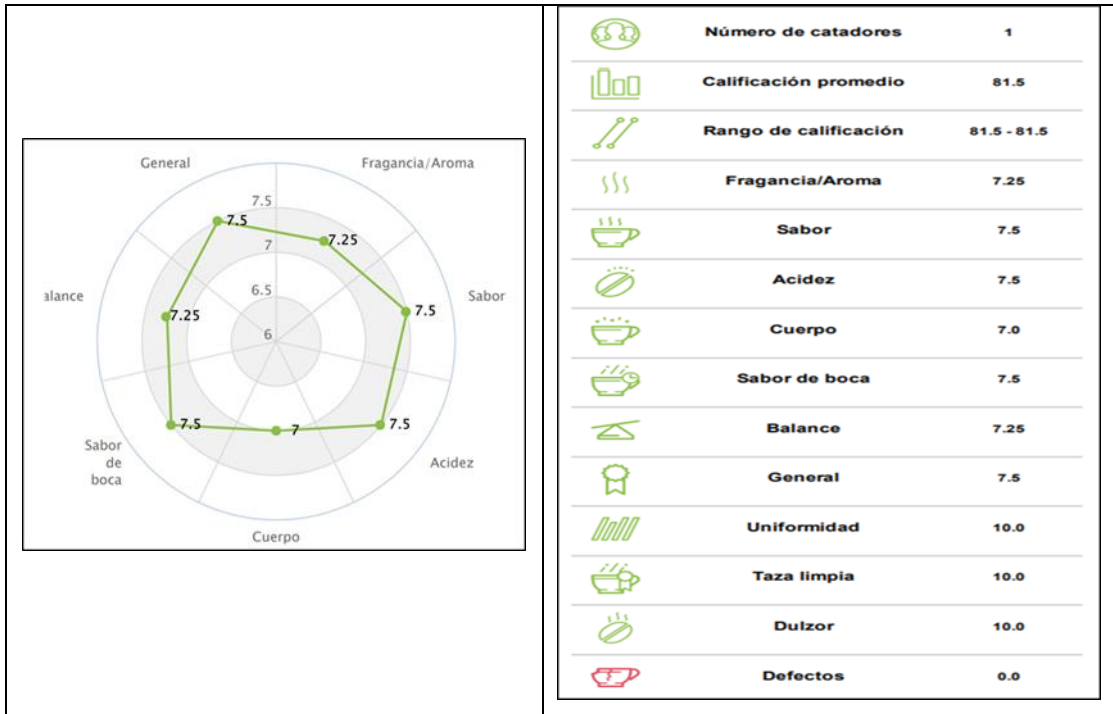 General
Fragancia/Aroma
7.5
7.5
7.25
7
6.5
alance
7.25
6
7.5
Sabor
7.5
7
7.5
Sabor
de
boca
Acidez
Cuerpo
Número de catadores 1
Calificación promedio 81.5
Rango de calificación 81.5 - 81.5
Fragancia/Aroma 7.25
Sabor 7.5
Acidez 7.5
Cuerpo 7.0
Sabor de boca 7.5
Balance 7.25
General 7.5
Uniformidad 10.0
Taza limpia 10.0
Dulzor 10.0
Defectos 0.0